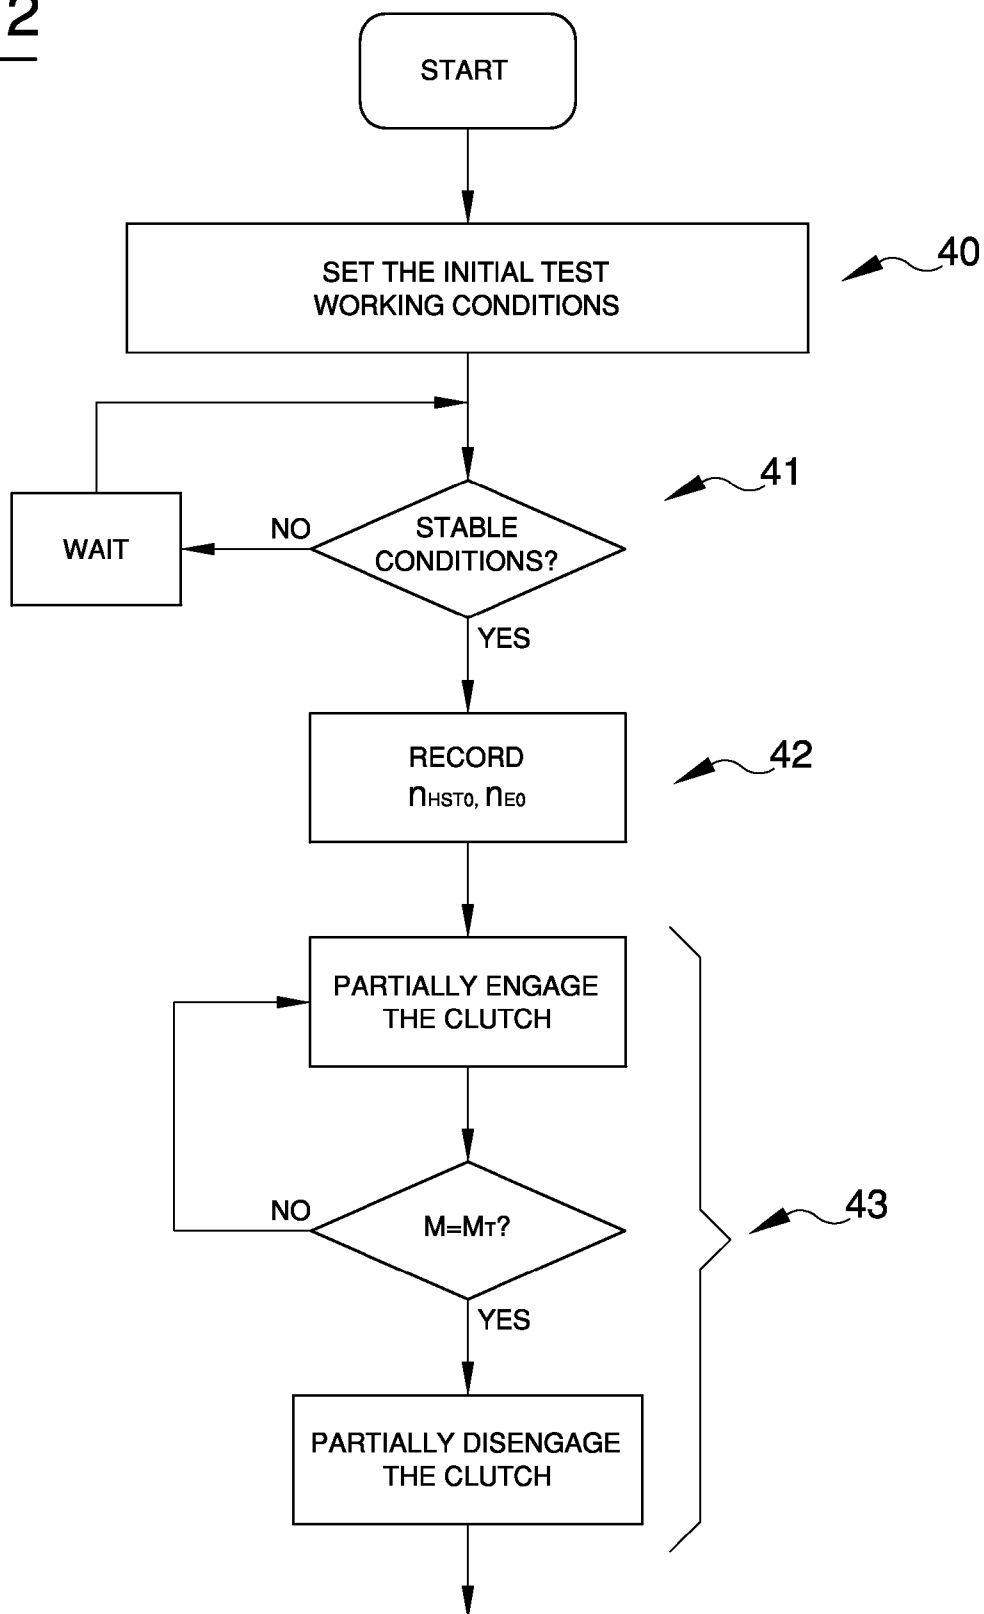 2
START
SET THE INITIAL TEST
WORKING CONDITIONS
40
41
STABLE
CONDITIONS?
NO
WAIT
YES
RECORD
nHST0, nE0
42
PARTIALLY ENGAGE
THE CLUTCH
NO
M=MT?
43
YES
PARTIALLY DISENGAGE
THE CLUTCH